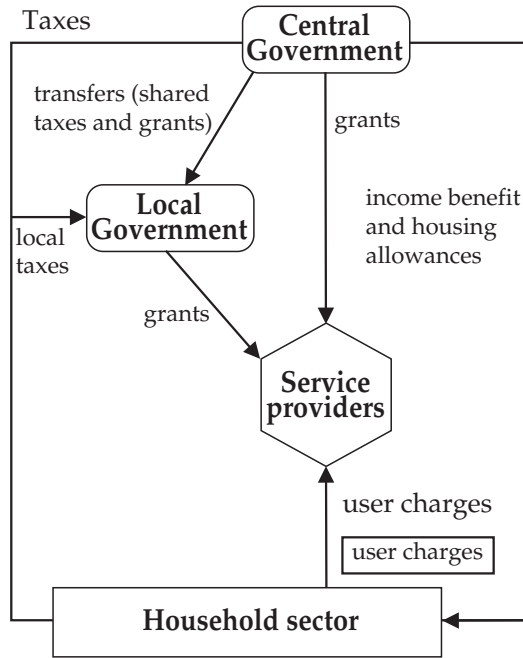 Taxes
Central
Government
transfers (shared
taxes and grants)
grants
income benefit
and housing
allowances
Local
Government
local
taxes
grants
Service
providers
user charges
user charges
Household sector